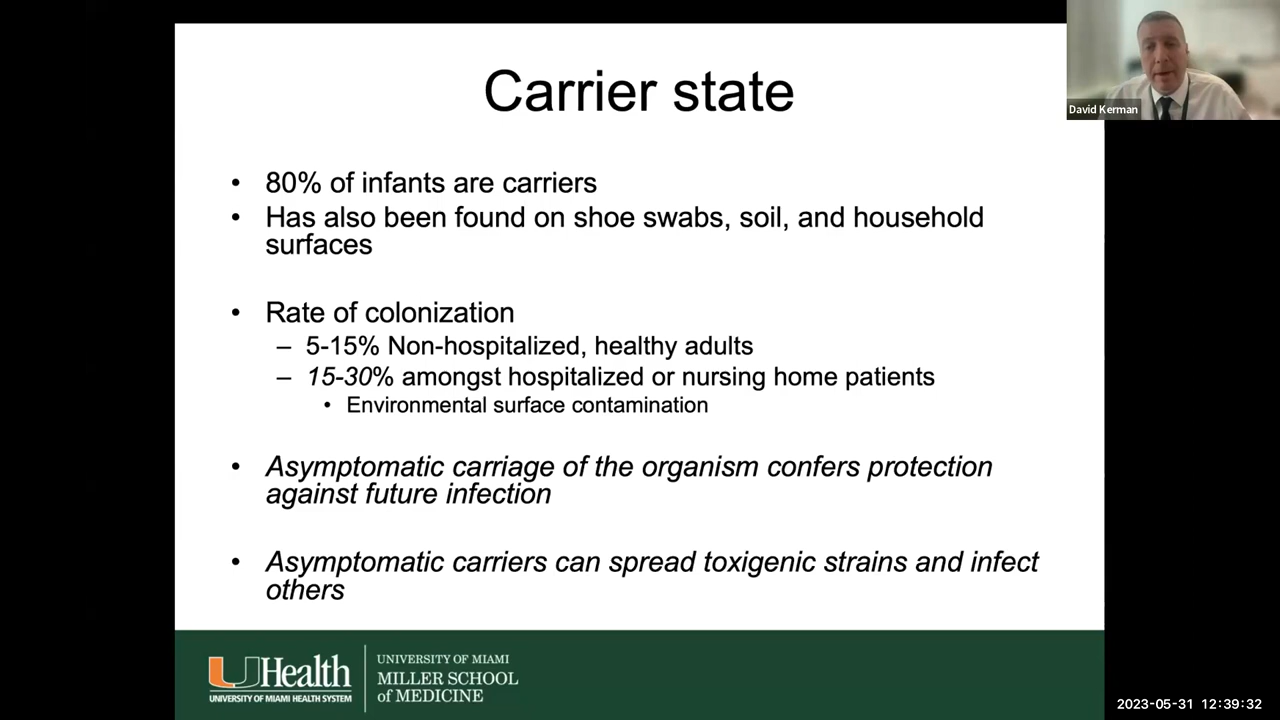 Carrier state
David Kerman
• 80% of infants are carriers
• Has also been found on shoe swabs, soil, and household
surfaces
• Rate of colonization
– 5-15% Non-hospitalized, healthy adults
– 15-30% amongst hospitalized or nursing home patients
• Environmental surface contamination
• Asymptomatic carriage of the organism confers protection
against future infection
• Asymptomatic carriers can spread toxigenic strains and infect
others
UHealth
UNIVERSITY OF MIAMI HEALTH SYSTEM
UNIVERSITY OF MIAMI
MILLER SCHOOL
of MEDICINE
2023-05-31 12:39:32